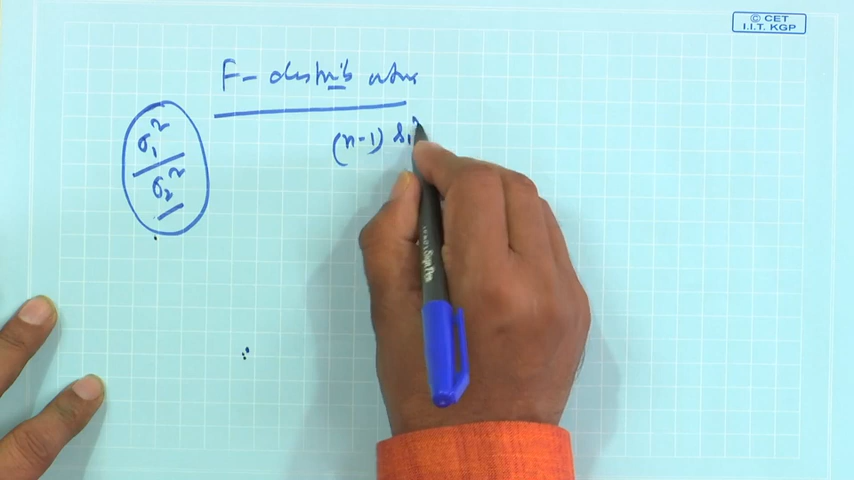 © CET
I.I.T. KGP
F- distribution
σ₁²
σ₂²
(n-1) s₁²